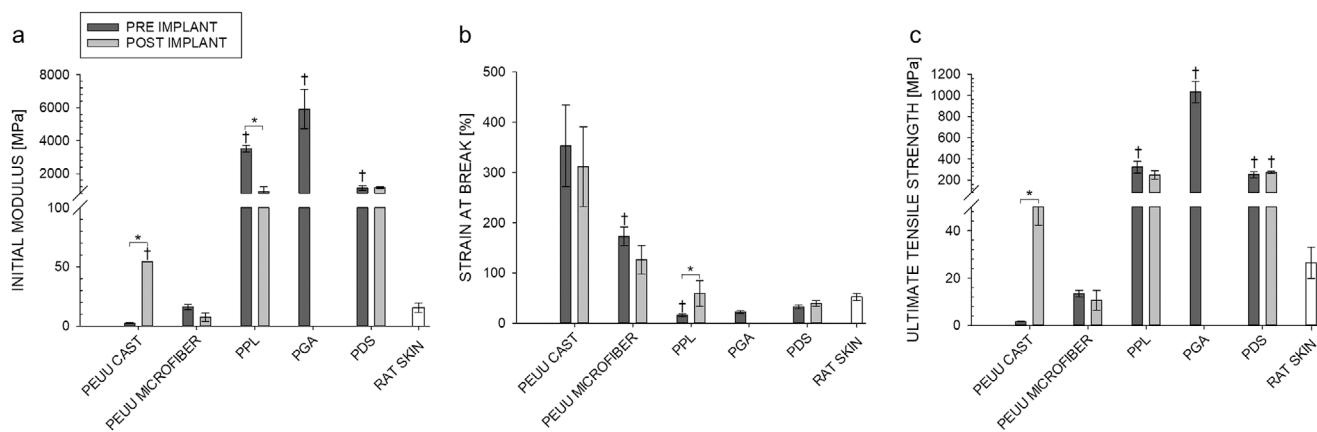 a
PRE IMPLANT
POST IMPLANT
INITIAL MODULUS [MPa]
8000
6000
4000
2000
100
50
0
†
*
†
*
†
†
PEUU CAST
PEUU MICROFIBER
PPL
PGA
PDS
RAT SKIN
b
STRAIN AT BREAK [%]
500
400
300
200
100
0
†
*
†
PEUU CAST
PEUU MICROFIBER
PPL
PGA
PDS
RAT SKIN
c
ULTIMATE TENSILE STRENGTH [MPa]
1200
1000
800
600
400
200
40
20
0
*
†
†
†
†
PEUU CAST
PEUU MICROFIBER
PPL
PGA
PDS
RAT SKIN